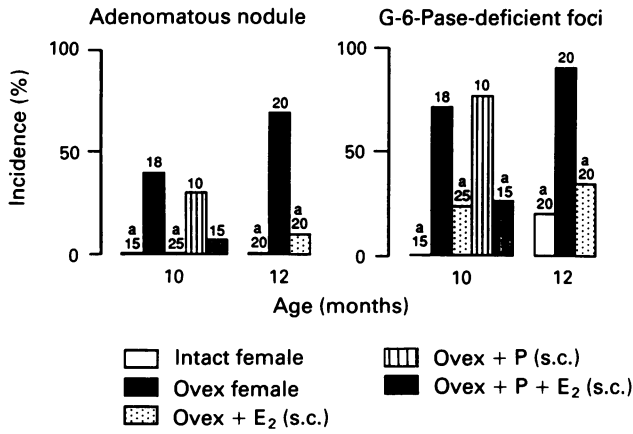 Adenomatous nodule
G-6-Pase-deficient foci
Incidence (%)
100
50
0
a
15
18
a
25
10
15
a
20
20
a
20
10
12
100
50
0
a
15
18
a
25
10
a
15
a
20
20
a
20
10
12
Age (months)
Intact female
Ovex female
Ovex + E₂ (s.c.)
Ovex + P (s.c.)
Ovex + P + E₂ (s.c.)